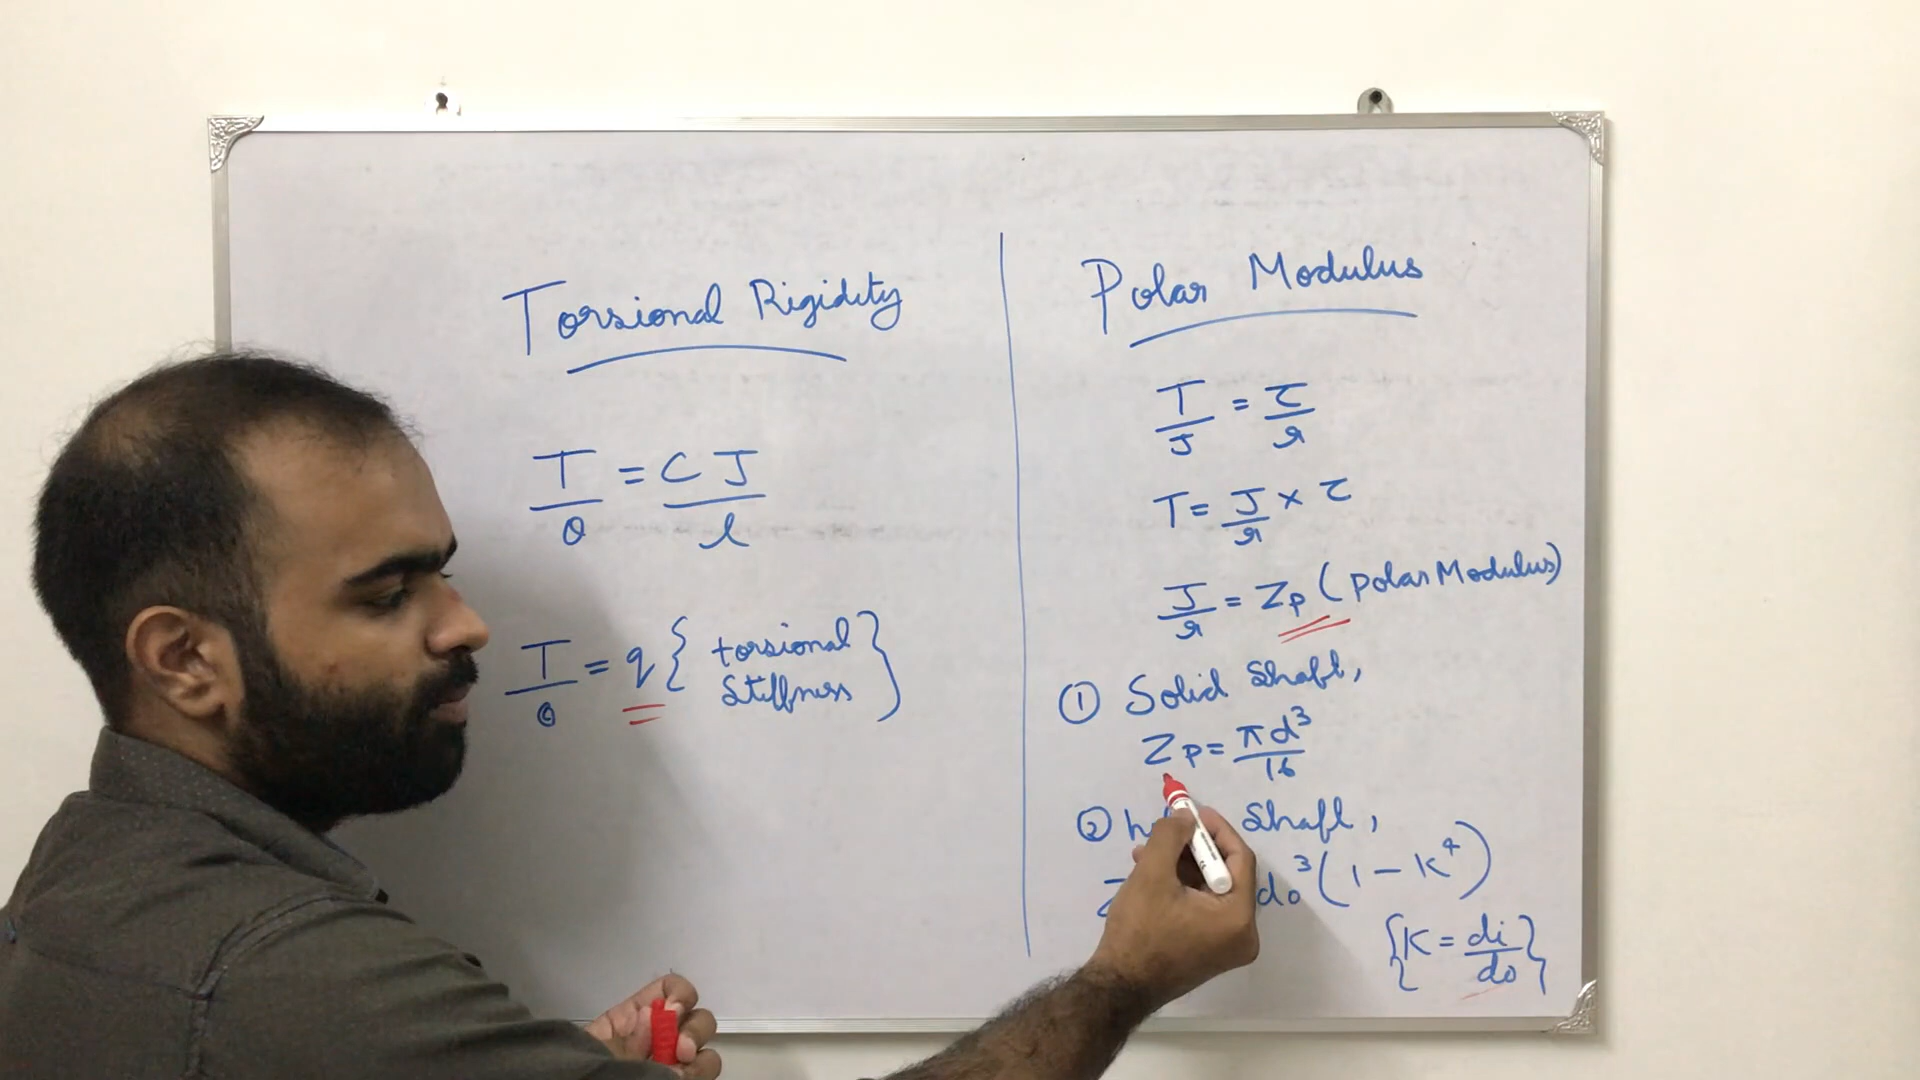 Torsional Rigidity
T/θ = CJ/l
T/θ = q { torsional stiffness }
Polar Modulus
T/J = τ/r
T = J/r × τ
J/r = Zp (Polar Modulus)
① Solid shaft,
Zp = πd³/16
② shaft,
do³(1 - K⁴)
{K = di/do}